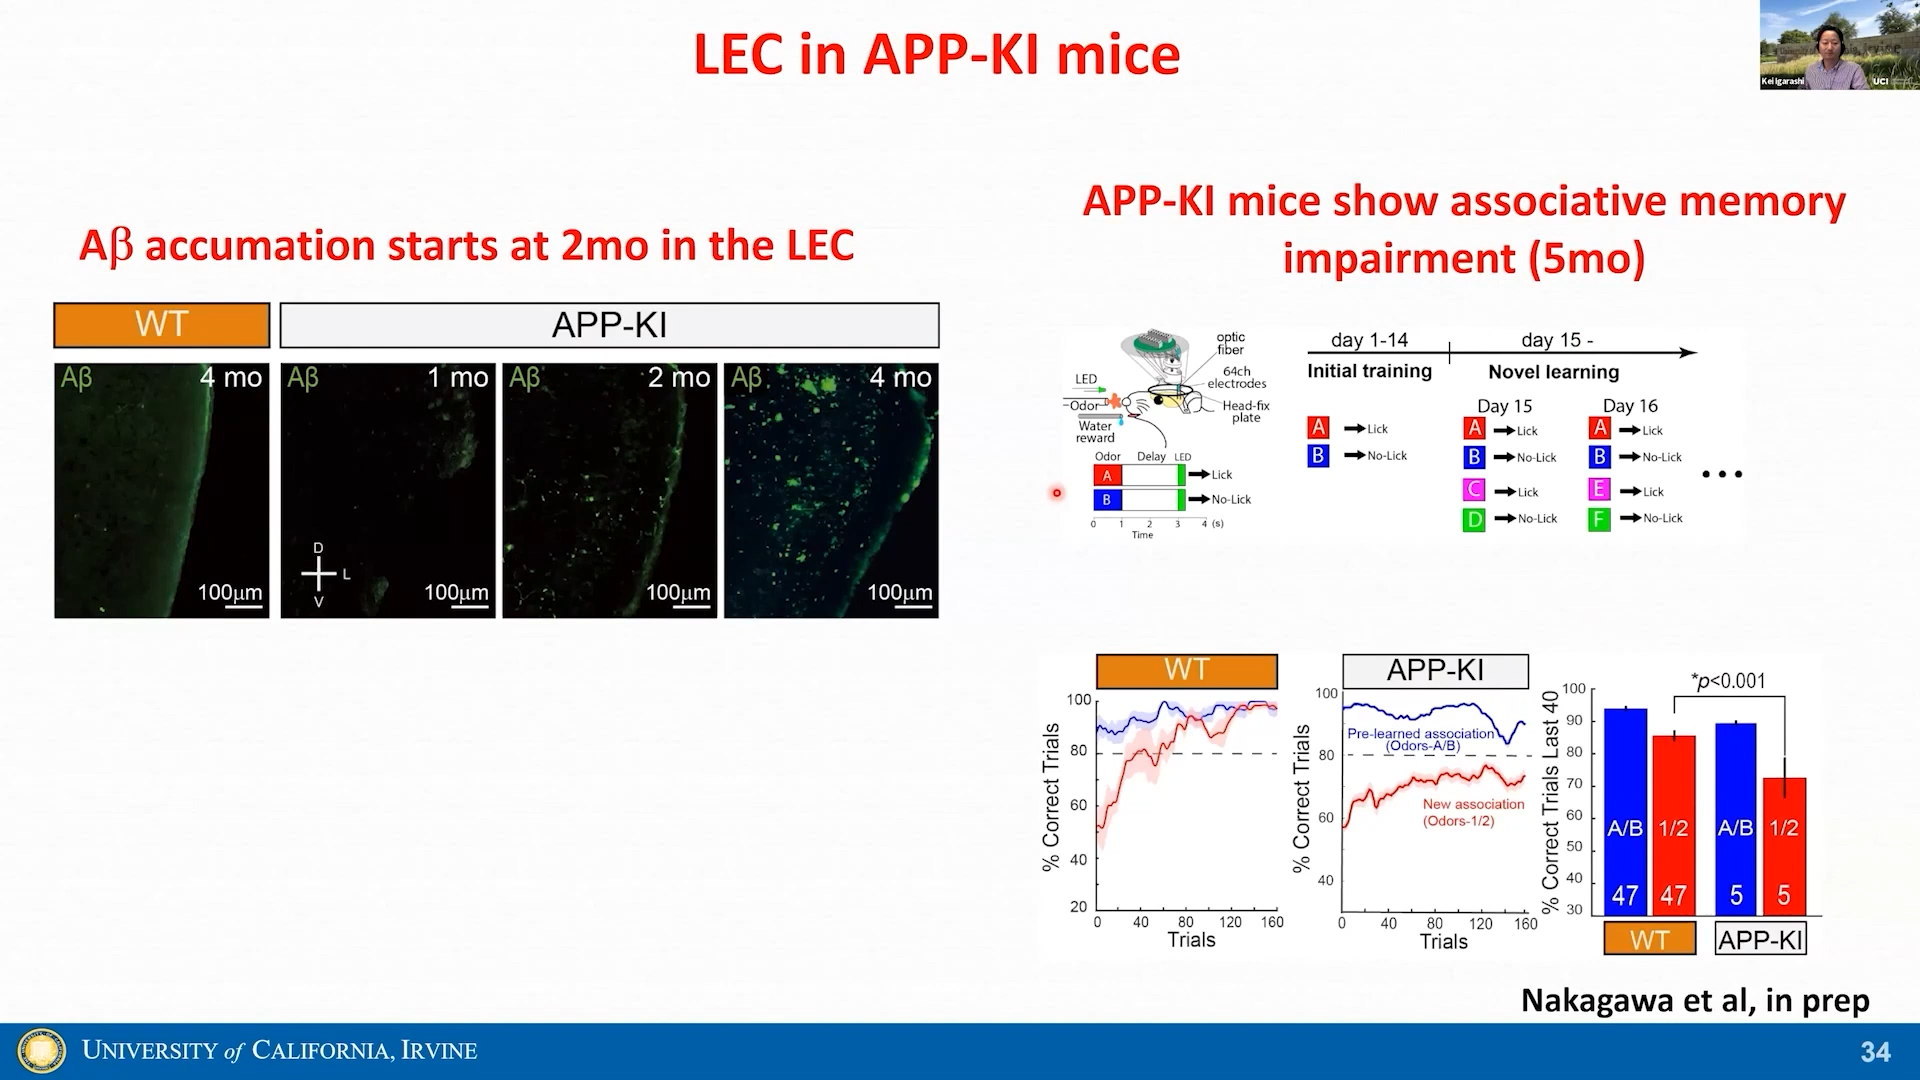 LEC in APP-KI mice
Kei Igarashi
UCI
Aβ accumation starts at 2mo in the LEC
WT
APP-KI
Aβ 4 mo
100μm
Aβ 1 mo
D
L
V
100μm
Aβ 2 mo
100μm
Aβ 4 mo
100μm
APP-KI mice show associative memory
impairment (5mo)
optic
fiber
64ch
electrodes
Head-fix
plate
LED
Odor
Water
reward
Odor Delay LED
A Lick
B No-Lick
0 1 2 3 4 (s)
Time
day 1-14
day 15 -
Initial training
Novel learning
A Lick
B No-Lick
Day 15
A Lick
B No-Lick
C Lick
D No-Lick
Day 16
A Lick
B No-Lick
E Lick
F No-Lick
...
WT
% Correct Trials
100
80
60
40
20
0 40 80 120 160
Trials
APP-KI
% Correct Trials
100
80
60
40
Pre-learned association
(Odors-A/B)
New association
(Odors-1/2)
0 40 80 120 160
Trials
% Correct Trials Last 40
100
90
80
70
60
50
40
30
*p<0.001
A/B 1/2 A/B 1/2
47 47 5 5
WT APP-KI
Nakagawa et al, in prep
UNIVERSITY of CALIFORNIA, IRVINE
34